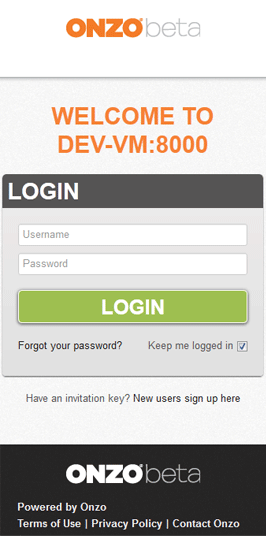 ONZO beta
WELCOME TO
DEV-VM:8000
LOGIN
Username
Password
LOGIN
Forgot your password? Keep me logged in
Have an invitation key? New users sign up here
ONZO beta
Powered by Onzo
Terms of Use | Privacy Policy | Contact Onzo